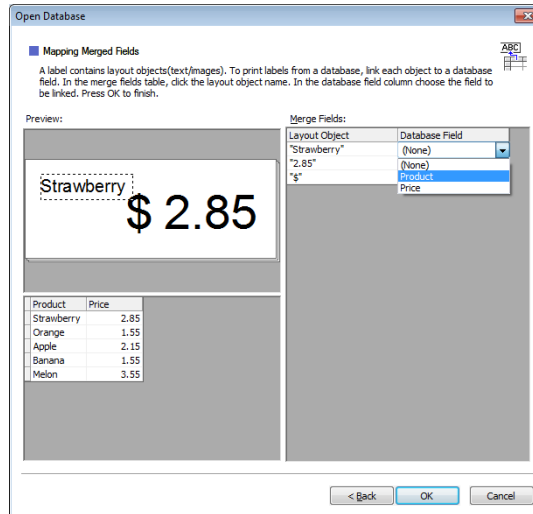 Open Database
Mapping Merged Fields
ABC
A label contains layout objects(text/images). To print labels from a database, link each object to a database
field. In the merge fields table, click the layout object name. In the database field column choose the field to
be linked. Press OK to finish.
Preview:
Strawberry
$ 2.85
Product Price
Strawberry 2.85
Orange 1.55
Apple 2.15
Banana 1.55
Melon 3.55
Merge Fields:
Layout Object Database Field
"Strawberry" (None)
"2.85" (None)
"$" Product
Price
< Back OK Cancel